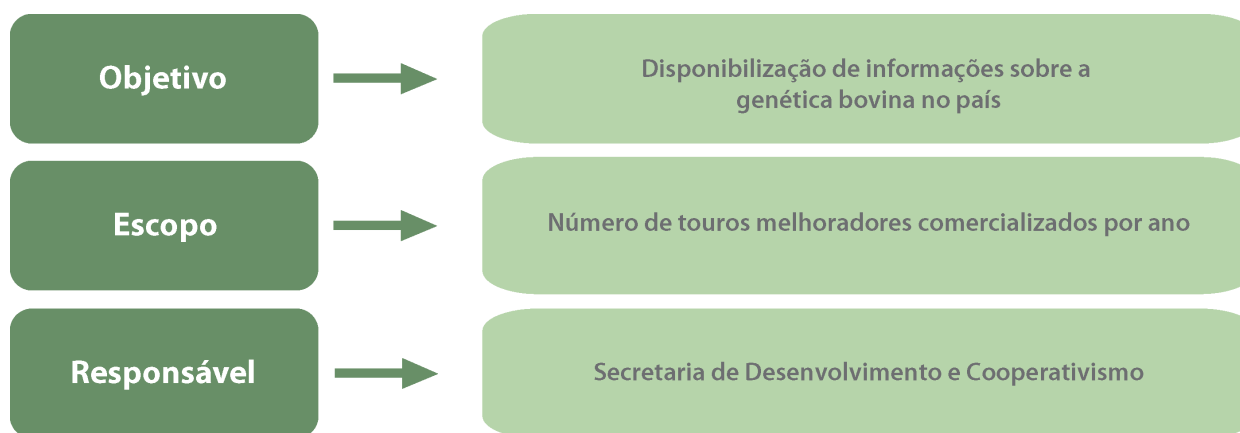 Objetivo
Disponibilização de informações sobre a
genética bovina no país
Escopo
Número de touros melhoradores comercializados por ano
Responsável
Secretaria de Desenvolvimento e Cooperativismo